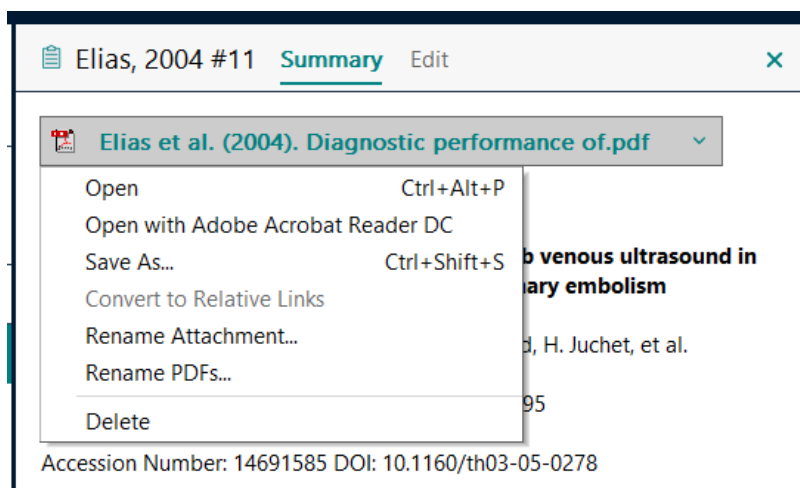 Elias, 2004 #11 Summary Edit
Elias et al. (2004). Diagnostic performance of.pdf
Open Ctrl+Alt+P
Open with Adobe Acrobat Reader DC
Save As... Ctrl+Shift+S
b venous ultrasound in
Convert to Relative Links
ary embolism
Rename Attachment...
d, H. Juchet, et al.
Rename PDFs...
95
Delete
Accession Number: 14691585 DOI: 10.1160/th03-05-0278